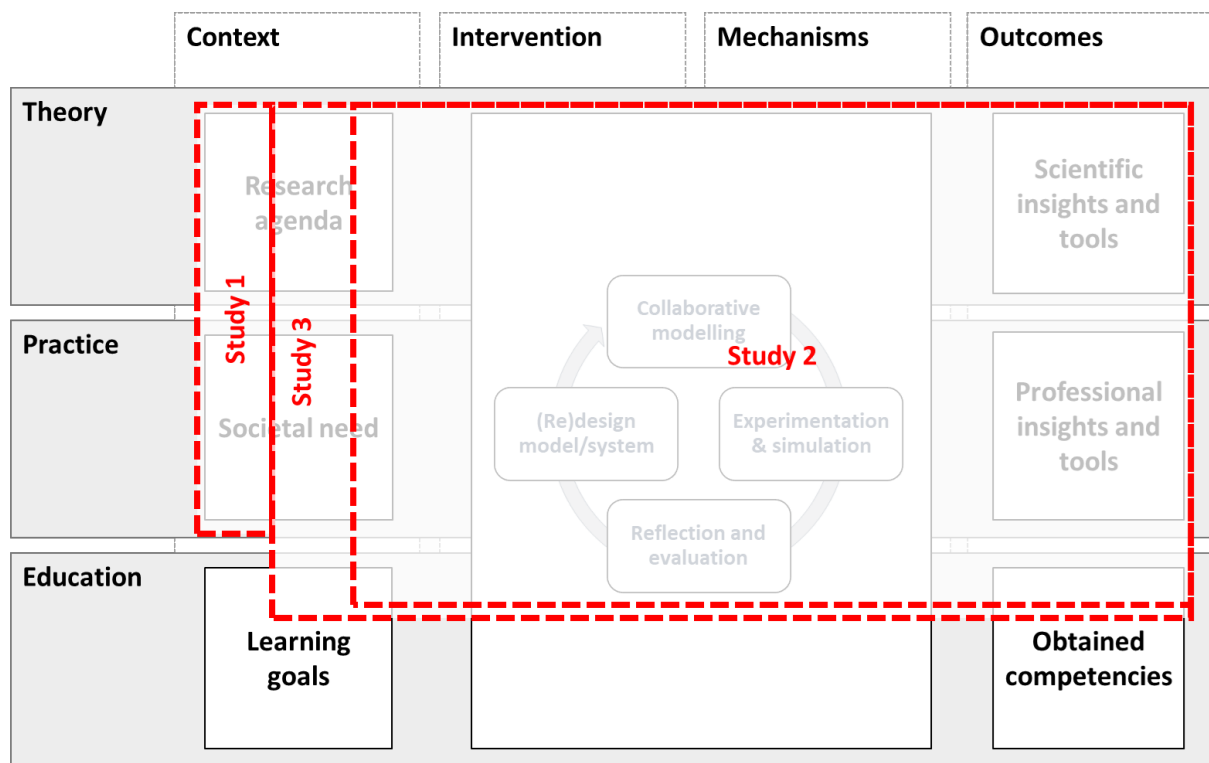 Context
Intervention
Mechanisms
Outcomes
Theory
Research
agenda
Scientific
insights and
tools
Study 1
Study 3
Collaborative
modelling
Study 2
Practice
Societal need
(Re)design
model/system
Experimentation
& simulation
Professional
insights and
tools
Reflection and
evaluation
Education
Learning
goals
Obtained
competencies